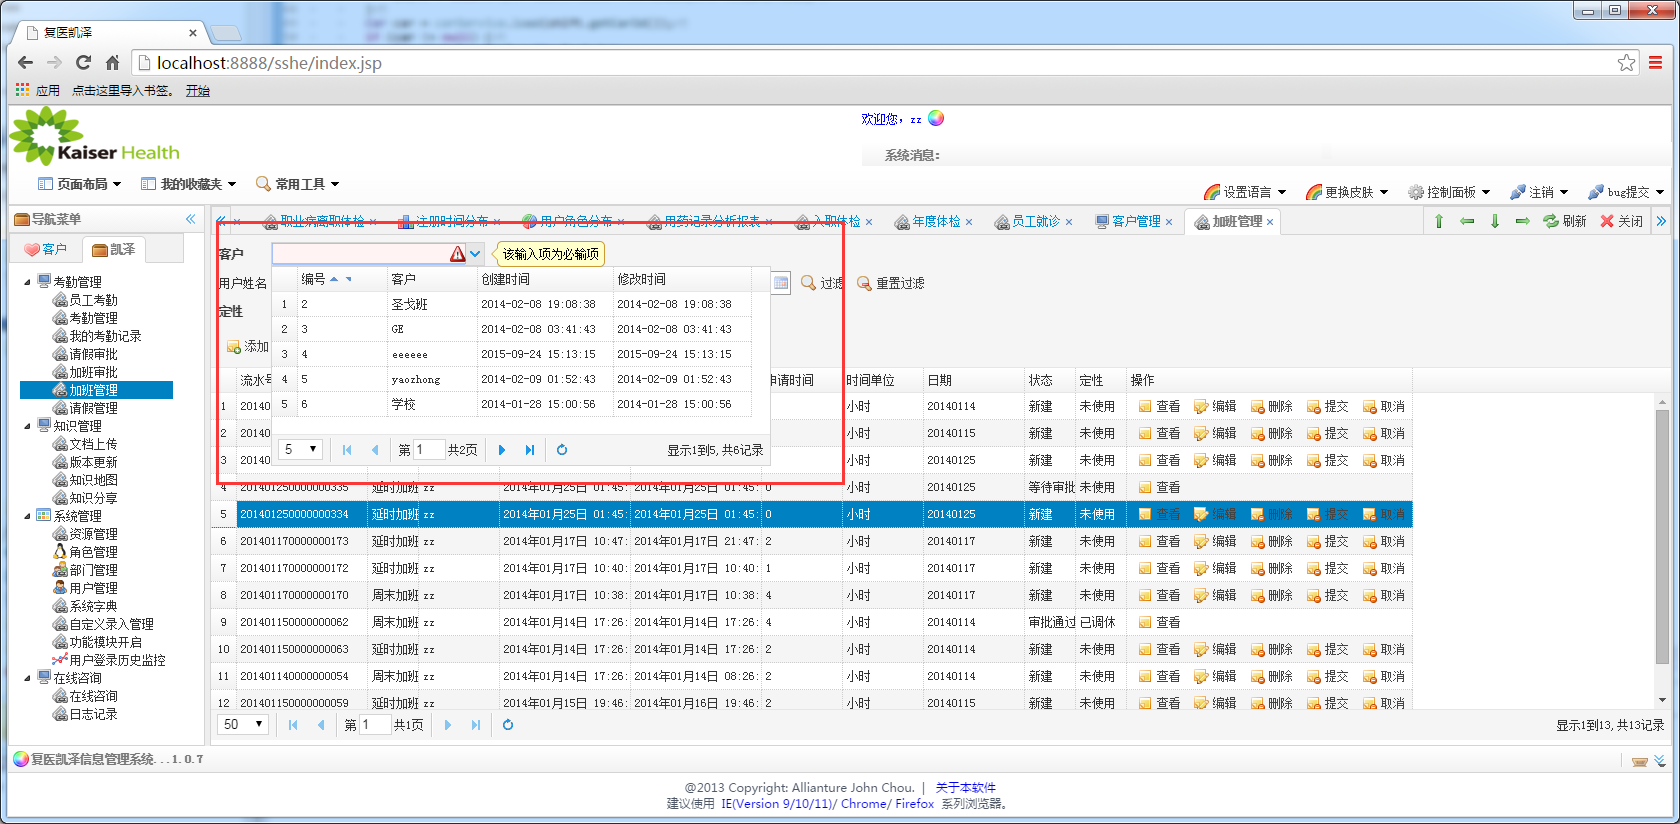 复医凯泽
localhost:8888/sshe/index.jsp
应用 点击这里导入书签。 开始
Kaiser Health
欢迎您，zz
系统消息：
页面布局 我的收藏夹 常用工具
设置语言 更换皮肤 控制面板 注销 bug提交
导航菜单
职业病离职体检 注册时间分布 用户角色分布 用药记录分析报表 入职体检 年度体检 员工就诊 客户管理 加班管理
刷新 关闭
客户 凯泽
考勤管理
员工考勤
考勤管理
我的考勤记录
请假审批
加班审批
加班管理
请假管理
知识管理
文档上传
版本更新
知识地图
知识分享
系统管理
资源管理
角色管理
部门管理
用户管理
系统字典
自定义录入管理
功能模块开启
用户登录历史监控
在线咨询
在线咨询
日志记录
客户 该输入项为必输项
用户姓名 过滤 重置过滤
定性
添加
编号 客户 创建时间 修改时间
1 2 圣戈班 2014-02-08 19:08:38 2014-02-08 19:08:38
2 3 GE 2014-02-08 03:41:43 2014-02-08 03:41:43
3 4 eeeeee 2015-09-24 15:13:15 2015-09-24 15:13:15
4 5 yaozhong 2014-02-09 01:52:43 2014-02-09 01:52:43
5 6 学校 2014-01-28 15:00:56 2014-01-28 15:00:56
5 第 1 共2页 显示1到5, 共6记录
流水号 申请时间 时间单位 日期 状态 定性 操作
1 20140 小时 20140114 新建 未使用 查看 编辑 删除 提交 取消
2 20140 小时 20140115 新建 未使用 查看 编辑 删除 提交 取消
3 20140 小时 20140125 新建 未使用 查看 编辑 删除 提交 取消
4 201401250000000335 延时加班 zz 2014年01月25日 01:45: 2014年01月25日 01:45: 0 小时 20140125 等待审批 未使用 查看
5 201401250000000334 延时加班 zz 2014年01月25日 01:45: 2014年01月25日 01:45: 0 小时 20140125 新建 未使用 查看 编辑 删除 提交 取消
6 201401170000000173 延时加班 zz 2014年01月17日 10:47: 2014年01月17日 21:47: 2 小时 20140117 新建 未使用 查看 编辑 删除 提交 取消
7 201401170000000172 延时加班 zz 2014年01月17日 10:40: 2014年01月17日 10:40: 1 小时 20140117 新建 未使用 查看 编辑 删除 提交 取消
8 201401170000000170 周末加班 zz 2014年01月17日 10:38: 2014年01月17日 10:38: 4 小时 20140117 新建 未使用 查看 编辑 删除 提交 取消
9 201401150000000062 周末加班 zz 2014年01月14日 17:26: 2014年01月14日 17:26: 4 小时 20140114 审批通过 已调休 查看
10 201401150000000063 延时加班 zz 2014年01月14日 17:26: 2014年01月14日 17:26: 2 小时 20140114 新建 未使用 查看 编辑 删除 提交 取消
11 201401140000000054 周末加班 zz 2014年01月14日 17:26: 2014年01月14日 08:26: 2 小时 20140114 新建 未使用 查看 编辑 删除 提交 取消
12 201401150000000059 延时加班 zz 2014年01月15日 19:46: 2014年01月16日 19:46: 2 小时 20140115 新建 未使用 查看 编辑 删除 提交 取消
50 第 1 共1页 显示1到13, 共13记录
复医凯泽信息管理系统...1.0.7
@2013 Copyright: Allianture John Chou. | 关于本软件
建议使用 IE(Version 9/10/11)/ Chrome/ Firefox 系列浏览器。